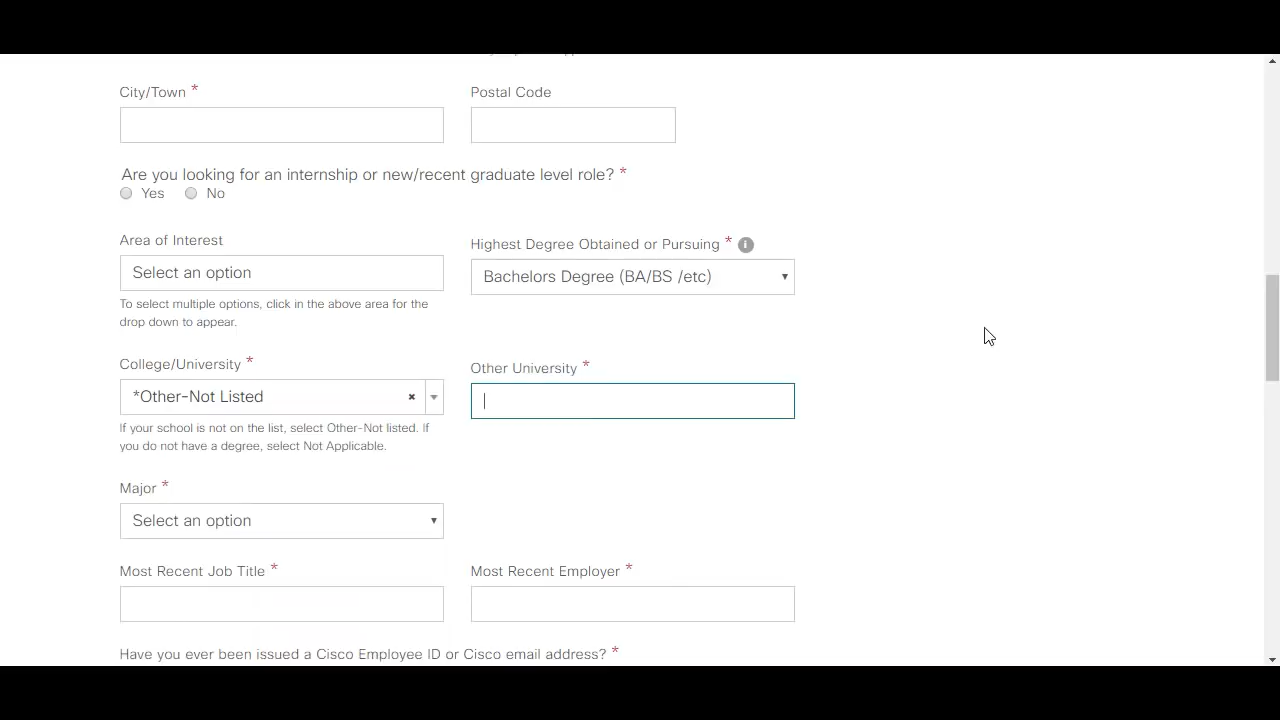 City/Town *
Postal Code
Are you looking for an internship or new/recent graduate level role? *
Yes No
Area of Interest
Highest Degree Obtained or Pursuing * i
Select an option
Bachelors Degree (BA/BS /etc)
To select multiple options, click in the above area for the
drop down to appear.
College/University *
Other University *
*Other-Not Listed
If your school is not on the list, select Other-Not listed. If
you do not have a degree, select Not Applicable.
Major *
Select an option
Most Recent Job Title *
Most Recent Employer *
Have you ever been issued a Cisco Employee ID or Cisco email address? *